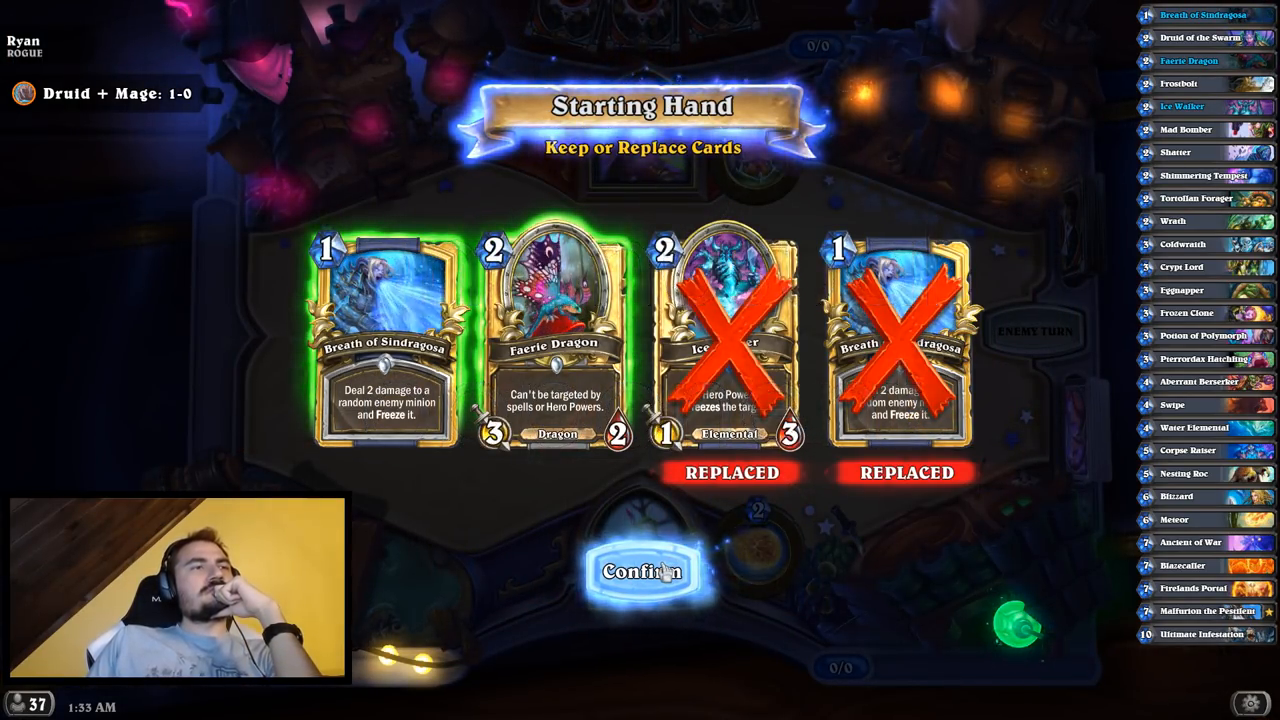 Ryan
ROGUE
Druid + Mage: 1-0
0/0
Starting Hand
Keep or Replace Cards
1
Breath of Sindragosa
Deal 2 damage to a
random enemy minion
and Freeze it.
2
Faerie Dragon
Can't be targeted by
spells or Hero Powers.
3
Dragon
2
2
1
Elemental
3
REPLACED
1
Breath
dragosa
and Freeze it.
REPLACED
ENEMY TURN
2
Confirm
0/0
37
1:33 AM
1 Breath of Sindragosa
2 Druid of the Swarm
2 Faerie Dragon
2 Frostbolt
2 Ice Walker
2 Mad Bomber
2 Shatter
2 Shimmering Tempest
2 Tortollan Forager
2 Wrath
3 Coldwraith
3 Crypt Lord
3 Eggnapper
3 Frozen Clone
3 Potion of Polymorph
3 Pterrordax Hatchling
4 Aberrant Berserker
4 Swipe
4 Water Elemental
5 Corpse Raiser
5 Nesting Roc
6 Blizzard
6 Meteor
7 Ancient of War
7 Blazecaller
7 Firelands Portal
7 Malfurion the Pestilent
10 Ultimate Infestation